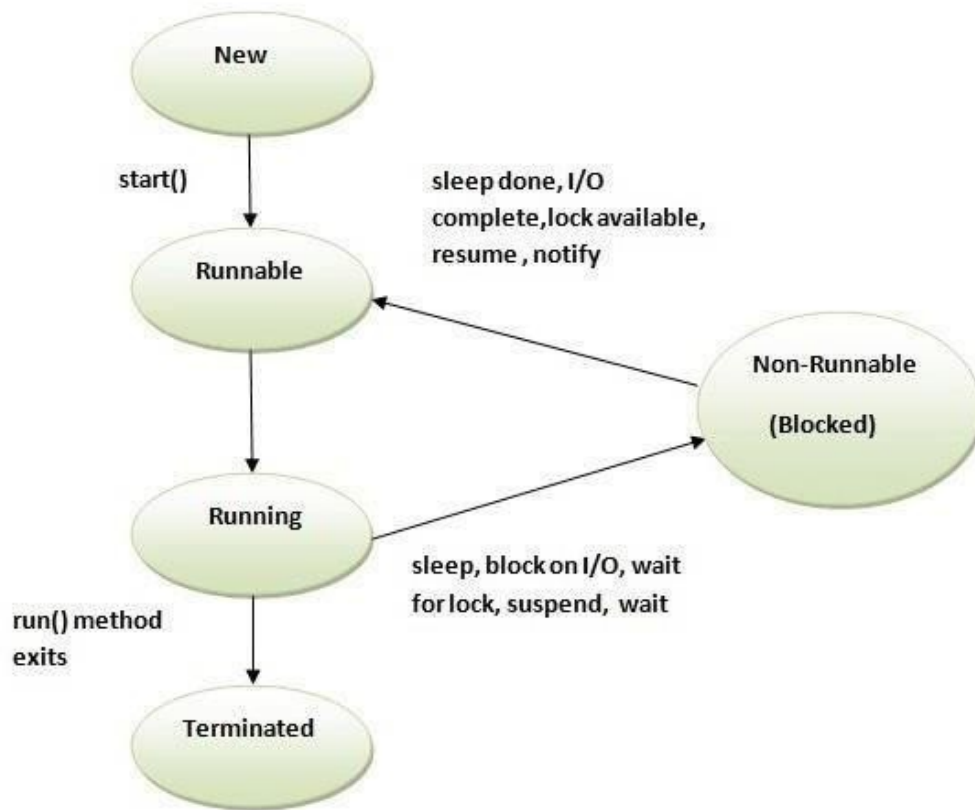 New
start()
sleep done, I/O
complete,lock available,
resume , notify
Runnable
Non-Runnable
(Blocked)
Running
sleep, block on I/O, wait
for lock, suspend, wait
run() method
exits
Terminated